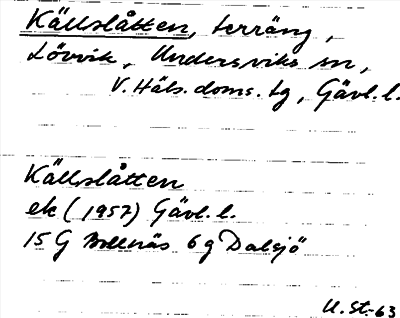 Källslåtten, terräng,
Lövvik, Undersviks sn,
V. Häls. doms. tg, Gävl. l.
Källslåtten
ek (1957) Gävl. l.
15 G Bollnäs 6 g Dalsjö
U. St.-63